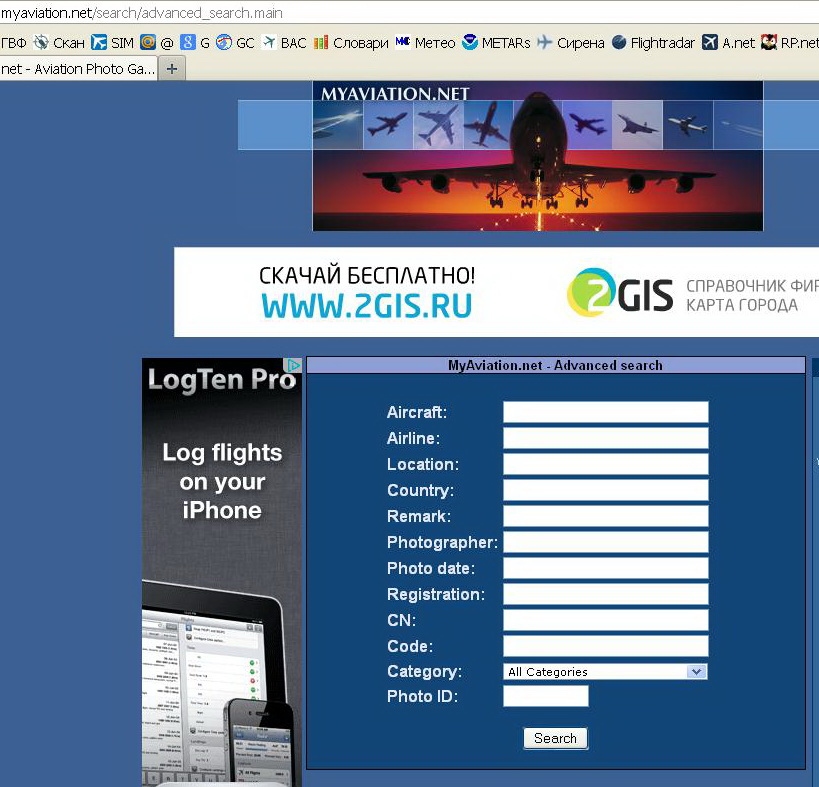 myaviation.net/search/advanced_search.main
ГВФ Скан SIM @ G GC BAC Словари Метео METARs Сирена Flightradar A.net RP.net
net - Aviation Photo Ga... +
MYAVIATION.NET
СКАЧАЙ БЕСПЛАТНО!
WWW.2GIS.RU
2GIS
СПРАВОЧНИК ФИР
КАРТА ГОРОДА
LogTen Pro
Log flights
on your
iPhone
MyAviation.net - Advanced search
Aircraft:
Airline:
Location:
Country:
Remark:
Photographer:
Photo date:
Registration:
CN:
Code:
Category: All Categories
Photo ID:
Search